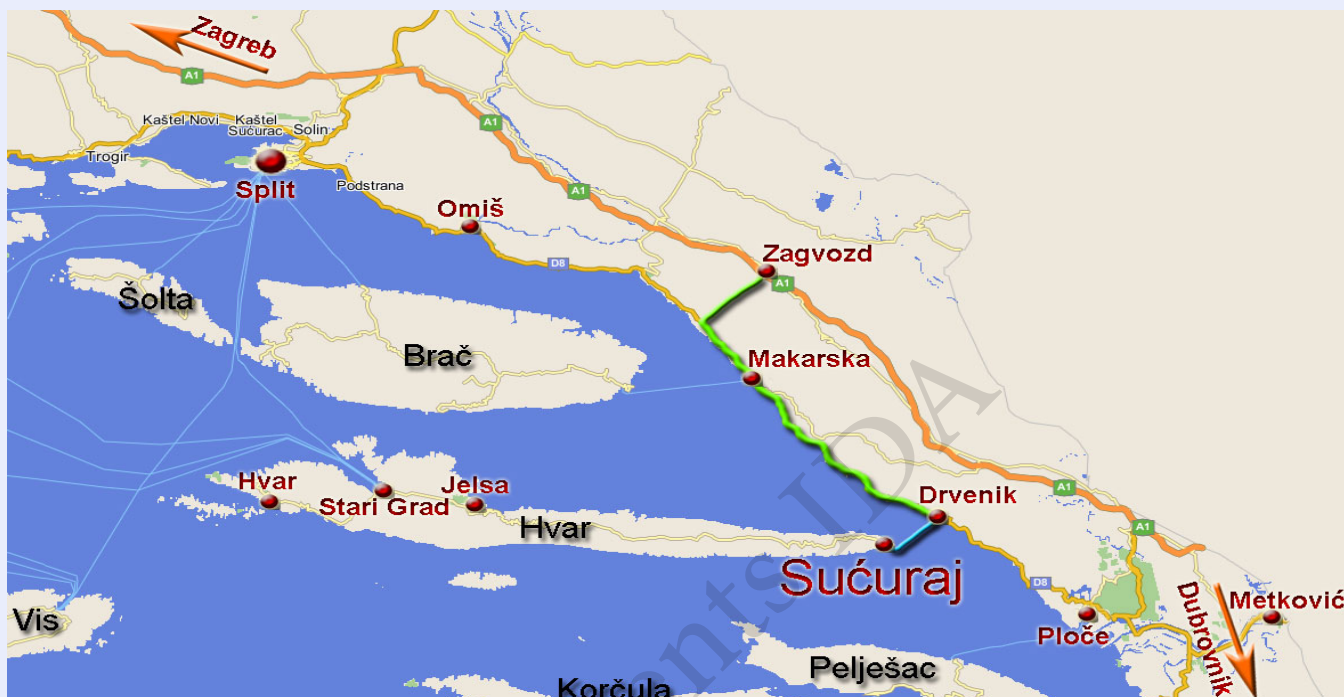 Zagreb
A1
A1
Kaštel Novi
Kaštel
Sućurac
Solin
Trogir
Split
Podstrana
A1
Omiš
D8
Zagvozd
A1
Šolta
Brač
Makarska
Hvar
Stari Grad
Jelsa
Hvar
Drvenik
A1
A1
Sućuraj
D8
Dubrovnik
Metković
Ploče
Vis
Pelješac
Korčula